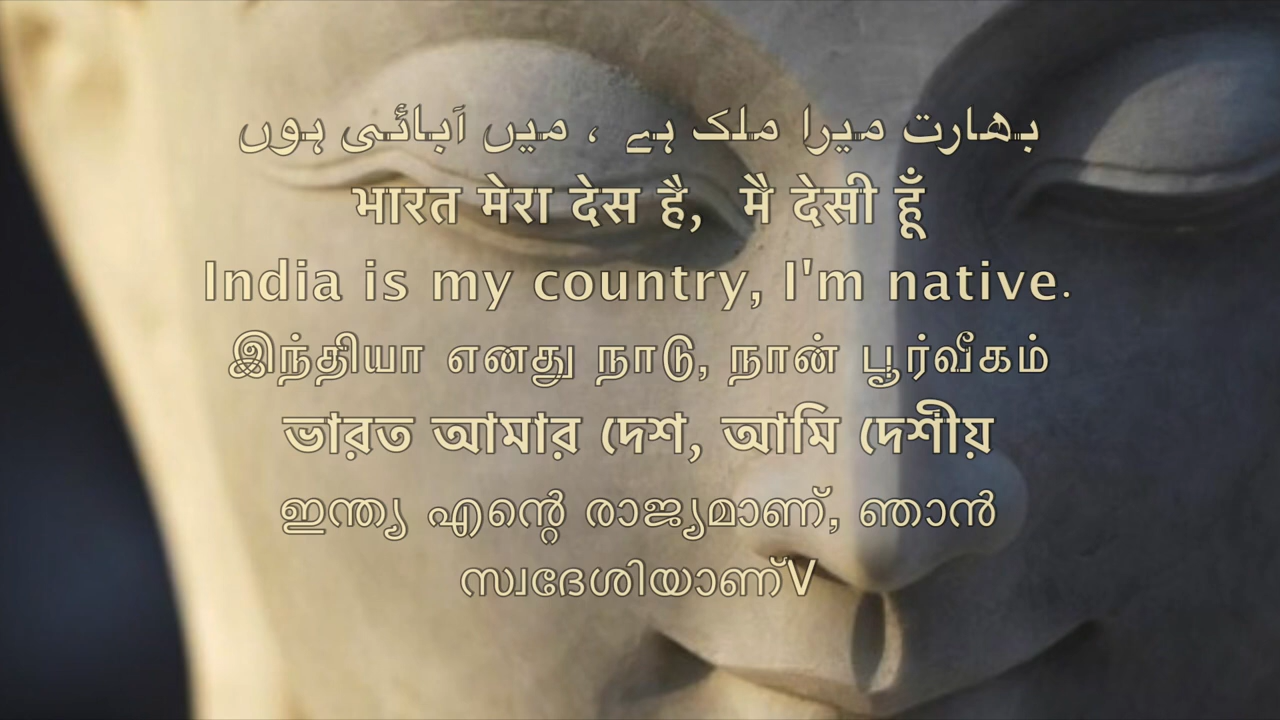 بھارت میرا ملک ہے ، میں آبائی ہوں
भारत मेरा देस है, मै देसी हूँ
India is my country, I'm native.
இந்தியா எனது நாடு, நான் பூர்வீகம்
ভারত আমার দেশ, আমি দেশীয়
ഇന്ത്യ എന്റെ രാജ്യമാണ്, ഞാൻ
സ്വദേശിയാണ്V